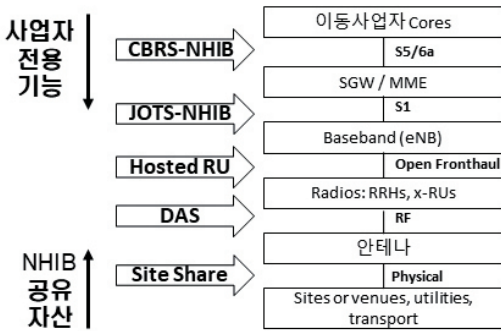 사업자
전용
기능
CBRS-NHIB
JOTS-NHIB
Hosted RU
DAS
Site Share
NHIB
공유
자산
이동사업자 Cores
S5/6a
SGW / MME
S1
Baseband (eNB)
Open Fronthaul
Radios: RRHs, x-RUs
RF
안테나
Physical
Sites or venues, utilities,
transport